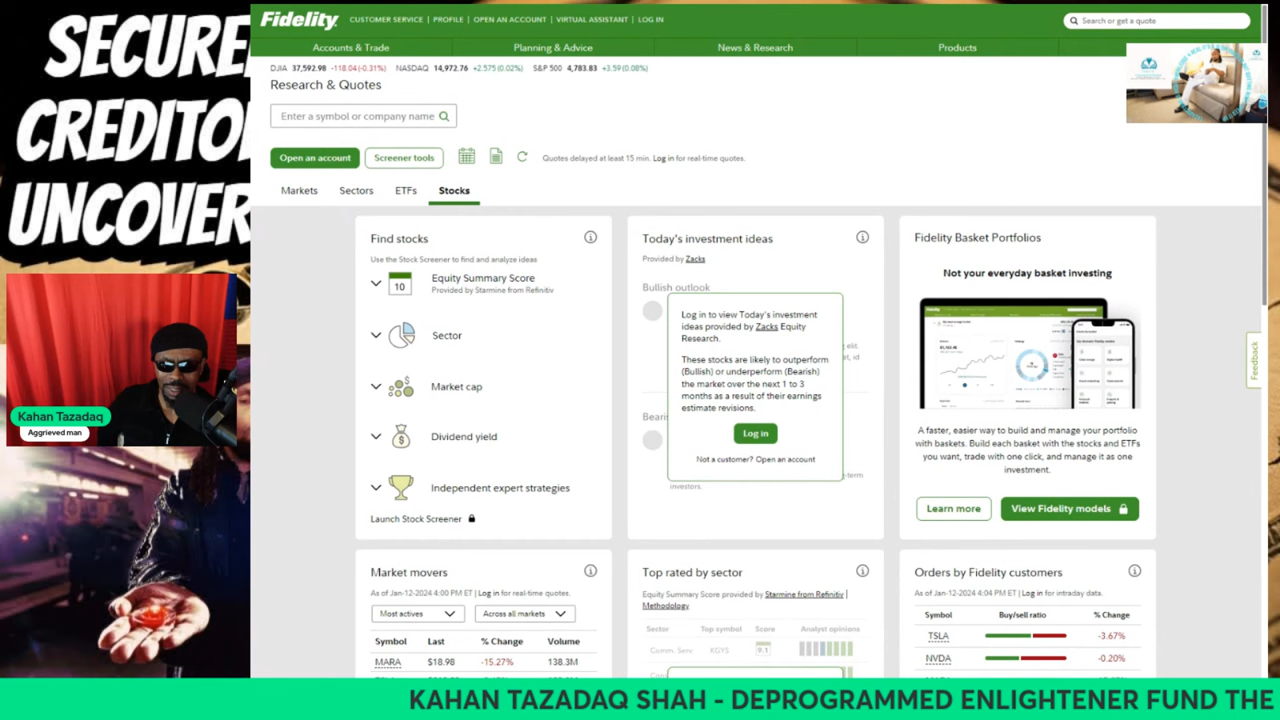 SECURE
CREDITO
UNCOVER
Kahan Tazadaq
Aggrieved man
Fidelity
CUSTOMER SERVICE | PROFILE | OPEN AN ACCOUNT | VIRTUAL ASSISTANT | LOG IN
Search or get a quote
Accounts & Trade
Planning & Advice
News & Research
Products
DJIA 37,592.98 -118.04 (-0.31%) NASDAQ 14,972.76 +2.575 (0.02%) S&P 500 4,783.83 +3.59 (0.08%)
Research & Quotes
Enter a symbol or company name
Open an account
Screener tools
Quotes delayed at least 15 min. Log in for real-time quotes.
Markets
Sectors
ETFs
Stocks
Find stocks
Use the Stock Screener to find and analyze ideas
10
Equity Summary Score
Provided by Starmine from Refinitiv
Sector
Market cap
Dividend yield
Independent expert strategies
Launch Stock Screener
Today's investment ideas
Provided by Zacks
Bullish outlook
Log in to view Today's investment
ideas provided by Zacks Equity
Research.
elit.
These stocks are likely to outperform
(Bullish) or underperform (Bearish)
the market over the next 1 to 3
months as a result of their earnings
estimate revisions.
Log in
Not a customer? Open an account
investors.
Fidelity Basket Portfolios
Not your everyday basket investing
A faster, easier way to build and manage your portfolio
with baskets. Build each basket with the stocks and ETFs
you want, trade with one click, and manage it as one
investment.
Learn more
View Fidelity models
Feedback
Market movers
As of Jan-12-2024 4:00 PM ET | Log in for real-time quotes.
Most actives
Across all markets
Symbol Last % Change Volume
MARA $18.98 -15.27% 138.3M
Top rated by sector
Equity Summary Score provided by Starmine from Refinitiv |
Methodology
Sector Top symbol Score Analyst opinions
Comm. Serv KGYS 9.1
Orders by Fidelity customers
As of Jan-12-2024 4:04 PM ET | Log in for intraday data.
Symbol Buy/sell ratio % Change
TSLA -3.67%
NVDA -0.20%
KAHAN TAZADAQ SHAH - DEPROGRAMMED ENLIGHTENER FUND THE